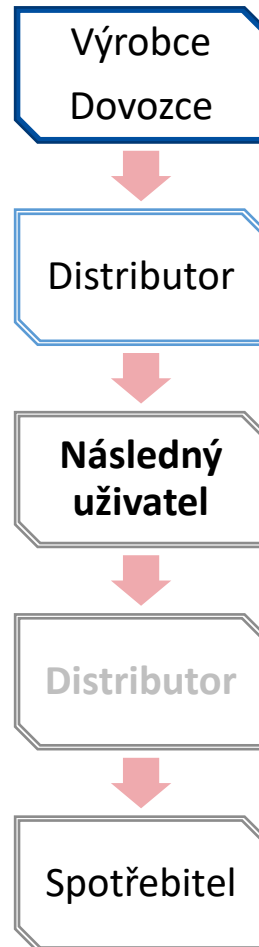 Výrobce
Dovozce
Distributor
Následný
uživatel
Distributor
Spotřebitel